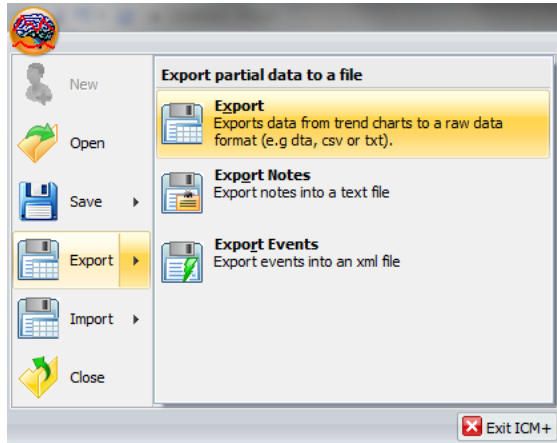 New
Open
Save
Export
Import
Close
Export partial data to a file
Export
Exports data from trend charts to a raw data
format (e.g dta, csv or txt).
Export Notes
Export notes into a text file
Export Events
Export events into an xml file
Exit ICM+